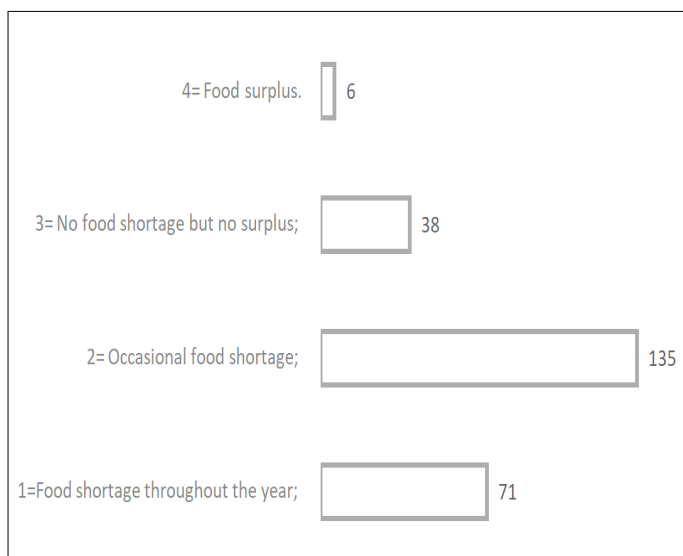 4= Food surplus. 6
3= No food shortage but no surplus; 38
2= Occasional food shortage; 135
1=Food shortage throughout the year; 71